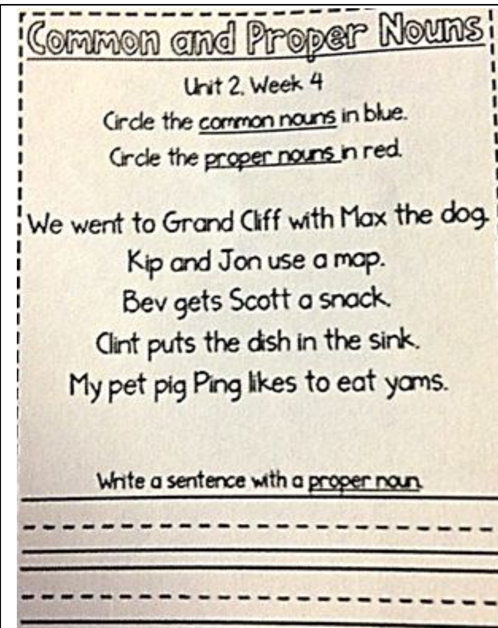 Common and Proper Nouns
Unit 2, Week 4
Circle the common nouns in blue.
Circle the proper nouns in red.
We went to Grand Cliff with Max the dog.
Kip and Jon use a map.
Bev gets Scott a snack.
Clint puts the dish in the sink.
My pet pig Ping likes to eat yams.
Write a sentence with a proper noun.